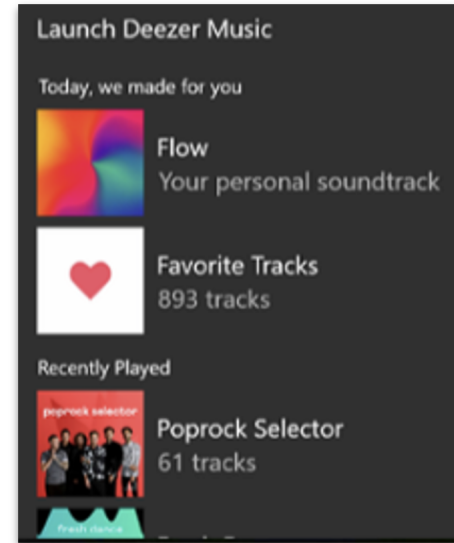 Launch Deezer Music
Today, we made for you
Flow
Your personal soundtrack
Favorite Tracks
893 tracks
Recently Played
poprock selector
Poprock Selector
61 tracks
fresh dance